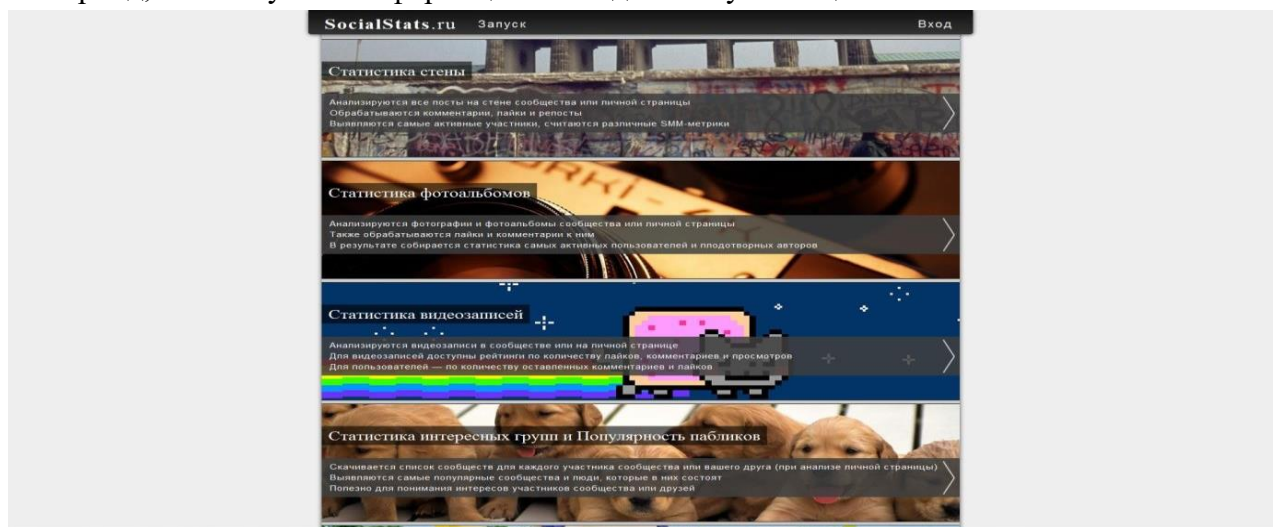 SocialStats.ru Запуск Вход
Статистика стены
Анализируются все посты на стене сообщества или личной страницы
Обрабатываются комментарии, лайки и репосты
Выявляются самые активные участники, считаются различные SMM-метрики
Статистика фотоальбомов
Анализируются фотографии и фотоальбомы сообщества или личной страницы
Также обрабатываются лайки и комментарии к ним
В результате собирается статистика самых активных пользователей и плодотворных авторов
Статистика видеозаписей
Анализируются видеозаписи в сообществе или на личной странице
Для видеозаписей доступны рейтинги по количеству лайков, комментариев и просмотров
Для пользователей — по количеству оставленных комментариев и лайков
Статистика интересных групп и Популярность пабликов
Скачивается список сообществ для каждого участника сообщества или вашего друга (при анализе личной страницы)
Выявляются самые популярные сообщества и люди, которые в них состоят
Полезно для понимания интересов участников сообщества или друзей